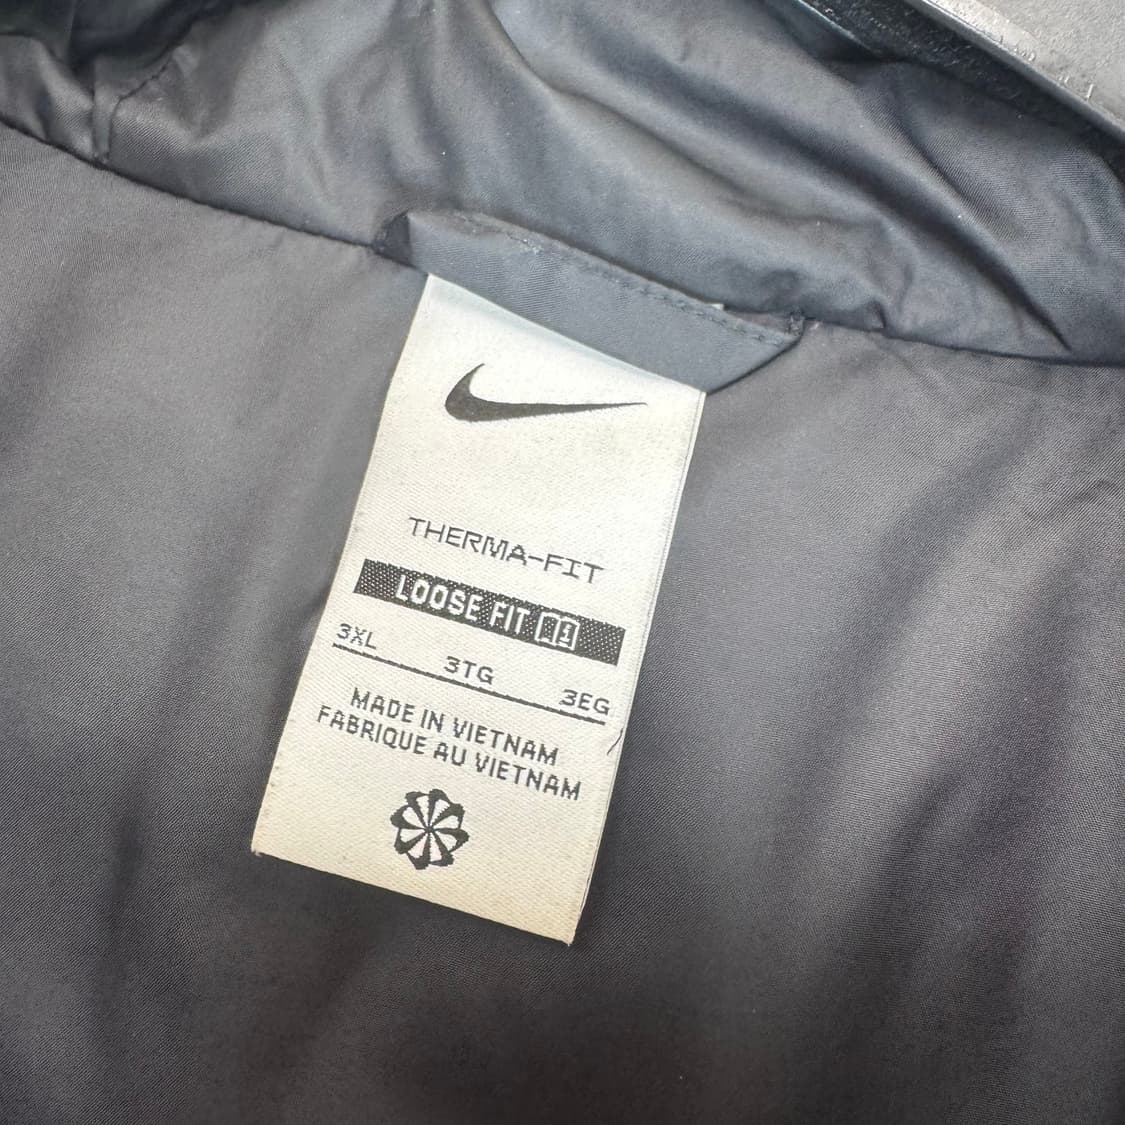 THERMA-FIT
LOOSE FIT
3XL 3TG 3EG
MADE IN VIETNAM
FABRIQUE AU VIETNAM